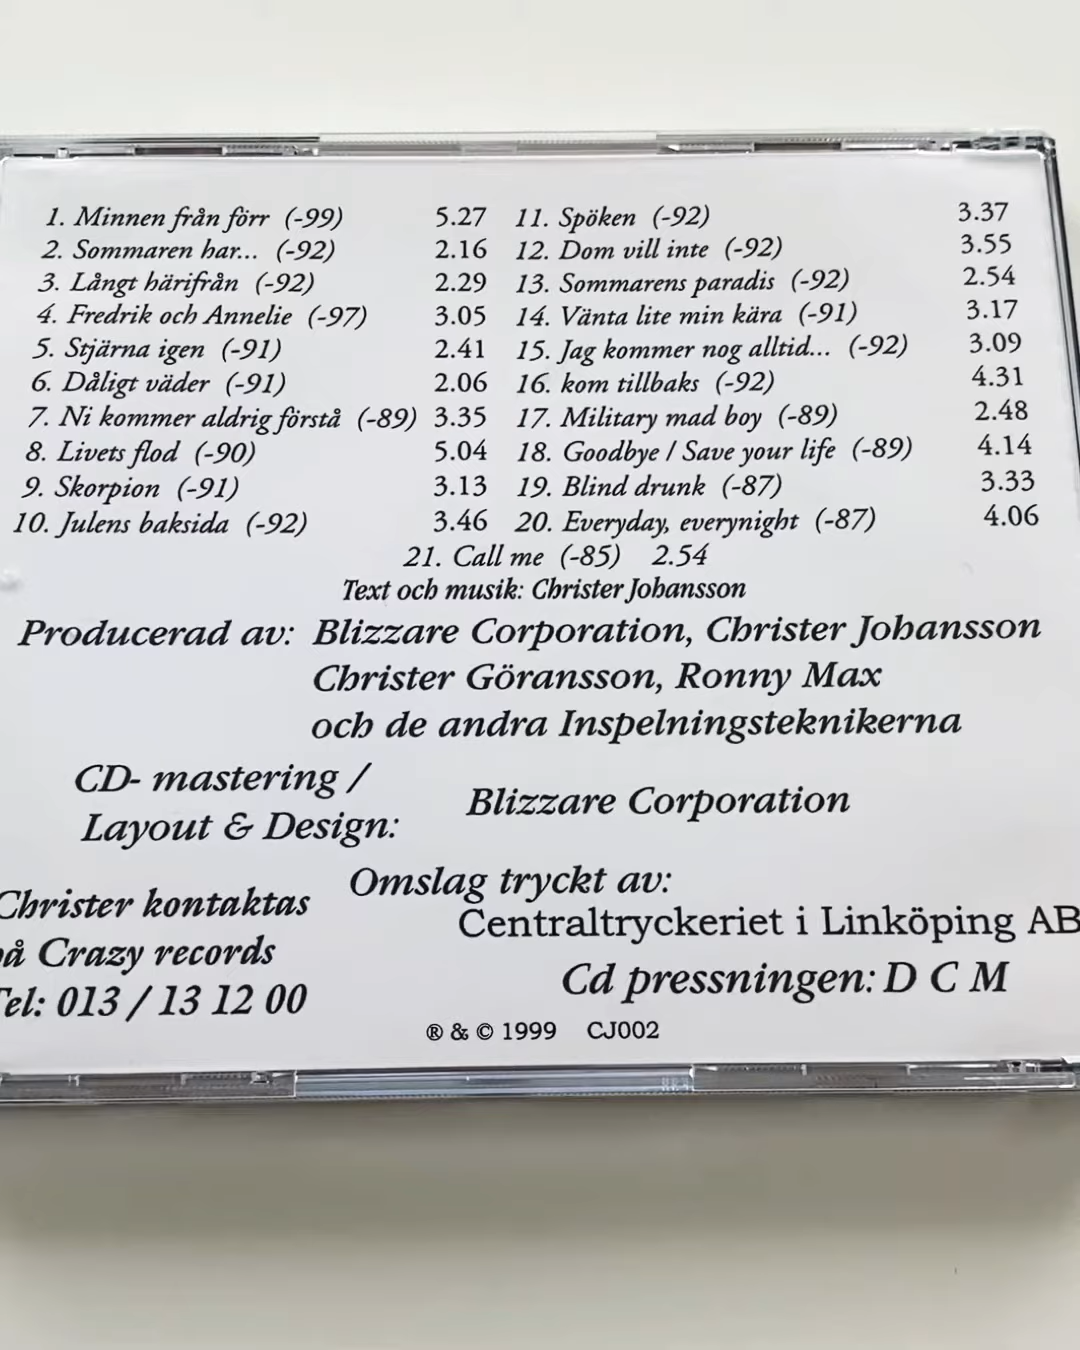 1. Minnen från förr (-99) 5.27
2. Sommaren har... (-92) 2.16
3. Långt härifrån (-92) 2.29
4. Fredrik och Annelie (-97) 3.05
5. Stjärna igen (-91) 2.41
6. Dåligt väder (-91) 2.06
7. Ni kommer aldrig förstå (-89) 3.35
8. Livets flod (-90) 5.04
9. Skorpion (-91) 3.13
10. Julens baksida (-92) 3.46
11. Spöken (-92) 3.37
12. Dom vill inte (-92) 3.55
13. Sommarens paradis (-92) 2.54
14. Vänta lite min kära (-91) 3.17
15. Jag kommer nog alltid... (-92) 3.09
16. kom tillbaks (-92) 4.31
17. Military mad boy (-89) 2.48
18. Goodbye / Save your life (-89) 4.14
19. Blind drunk (-87) 3.33
20. Everyday, everynight (-87) 4.06
21. Call me (-85) 2.54
Text och musik: Christer Johansson
Producerad av: Blizzare Corporation, Christer Johansson
Christer Göransson, Ronny Max
och de andra Inspelningsteknikerna
CD- mastering /
Layout & Design:
Blizzare Corporation
Christer kontaktas
på Crazy records
Tel: 013 / 13 12 00
Omslag tryckt av:
Centraltryckeriet i Linköping AB
Cd pressningen: D C M
® & © 1999 CJ002